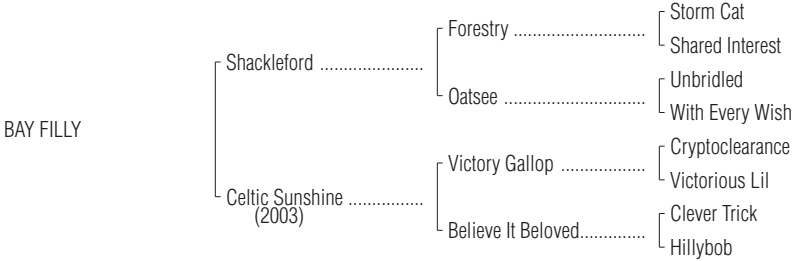 Storm Cat
Forestry ............................
Shared Interest
Shackleford ......................
Unbridled
Oatsee ..............................
With Every Wish
BAY FILLY
Cryptoclearance
Victory Gallop ..................
Victorious Lil
Celtic Sunshine ................
(2003)
Clever Trick
Believe It Beloved..............
Hillybob